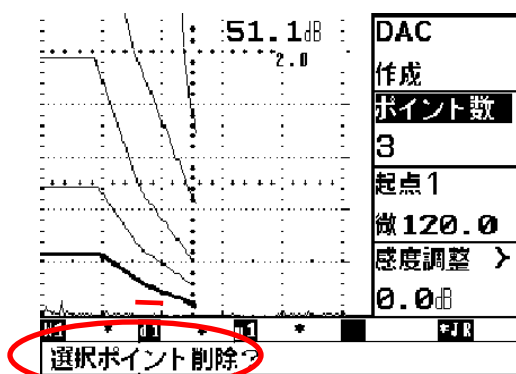 51.1dB
2.0
DAC
作成
ポイント数
3
起点1
微120.0
感度調整 >
0.0dB
*JR
選択ポイント削除?